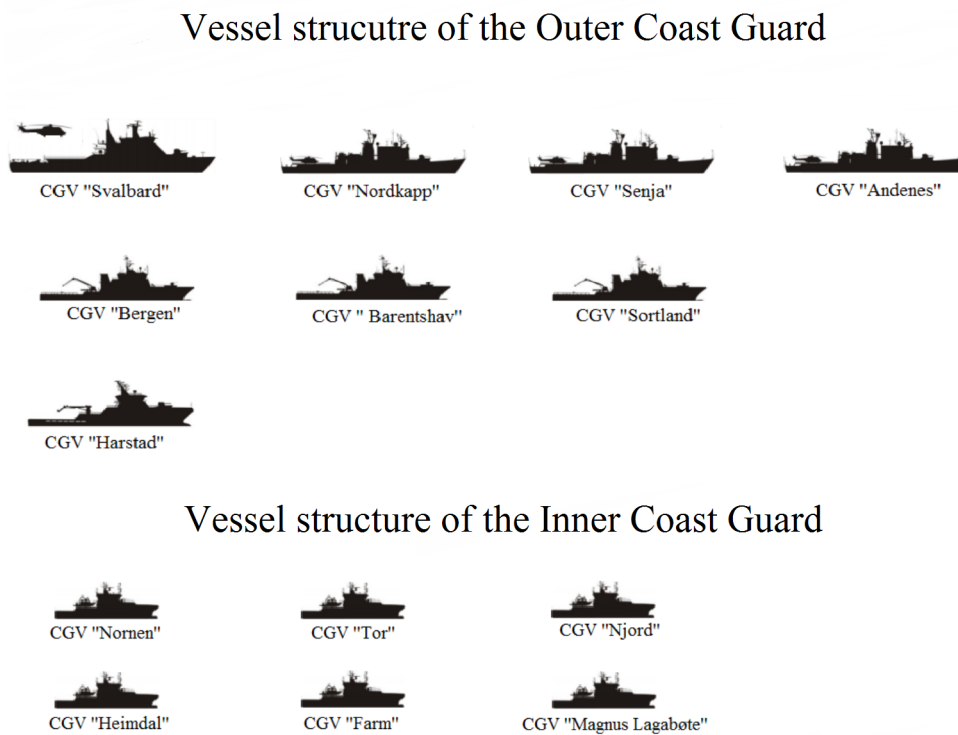 Vessel strucutre of the Outer Coast Guard
CGV "Svalbard"
CGV "Nordkapp"
CGV "Senja"
CGV "Andenes"
CGV "Bergen"
CGV " Barentshav"
CGV "Sortland"
CGV "Harstad"
Vessel structure of the Inner Coast Guard
CGV "Nornen"
CGV "Tor"
CGV "Njord"
CGV "Heimdal"
CGV "Farm"
CGV "Magnus Lagabøte"